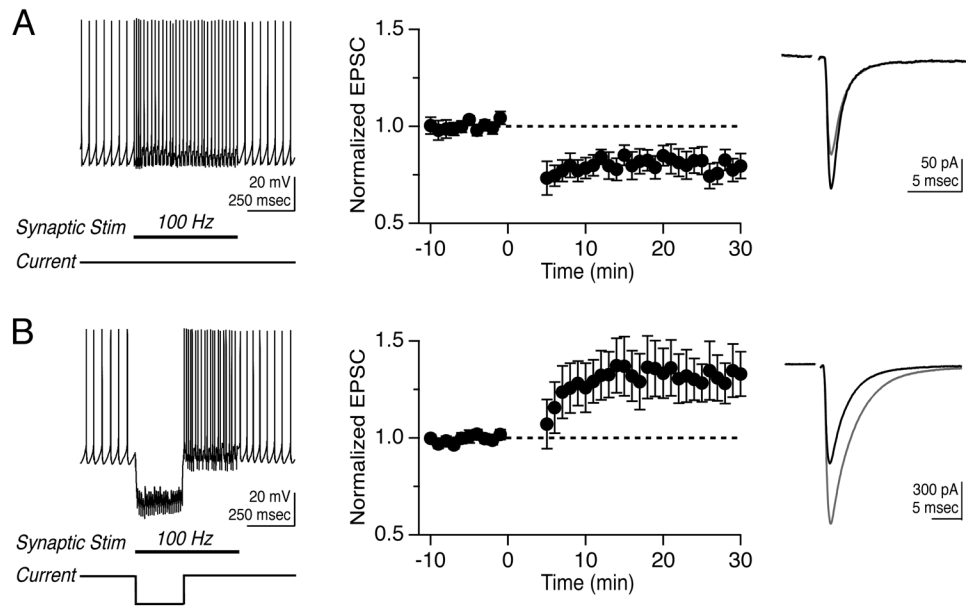 A
20 mV
250 msec
Synaptic Stim
100 Hz
Current
Normalized EPSC
1.5
1.0
0.5
-10 0 10 20 30
Time (min)
50 pA
5 msec
B
20 mV
250 msec
Synaptic Stim
100 Hz
Current
Normalized EPSC
1.5
1.0
0.5
-10 0 10 20 30
Time (min)
300 pA
5 msec